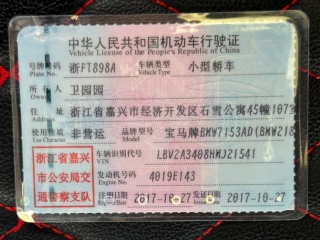 中华人民共和国机动车行驶证
Vehicle License of the People's Republic of China
号牌号码 浙FT898A 车辆类型 小型轿车
Plate No. Vehicle Type
所有人 卫园园
Owner
住址 浙江省嘉兴市经济开发区石雪公寓45幢107室
使用性质 非营运 品牌型号 宝马牌BMW7153AD(BMW218
Use Character Model
浙江省嘉兴市公安局交通警察支队
车辆识别代号 LBV2A3408HMJ21541
VIN
发动机号码 4019E143
Engine No.
注册日期 2017-10-27 发证日期 2017-10-27